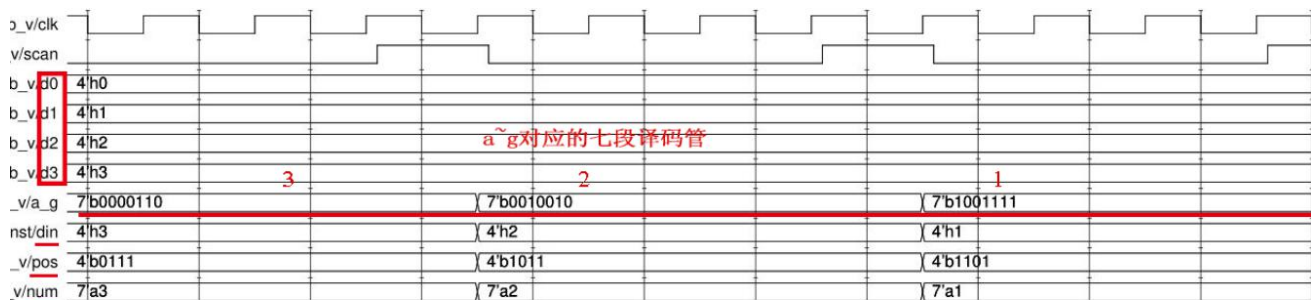 o_v/clk
v/scan
b_v/d0 4'h0
b_v/d1 4'h1
b_v/d2 4'h2
a~g对应的七段译码管
b_v/d3 4'h3
3 2 1
_v/a_g 7'b0000110 7'b0010010 7'b1001111
nst/din 4'h3 4'h2 4'h1
_v/pos 4'b0111 4'b1011 4'b1101
_v/num 7'a3 7'a2 7'a1